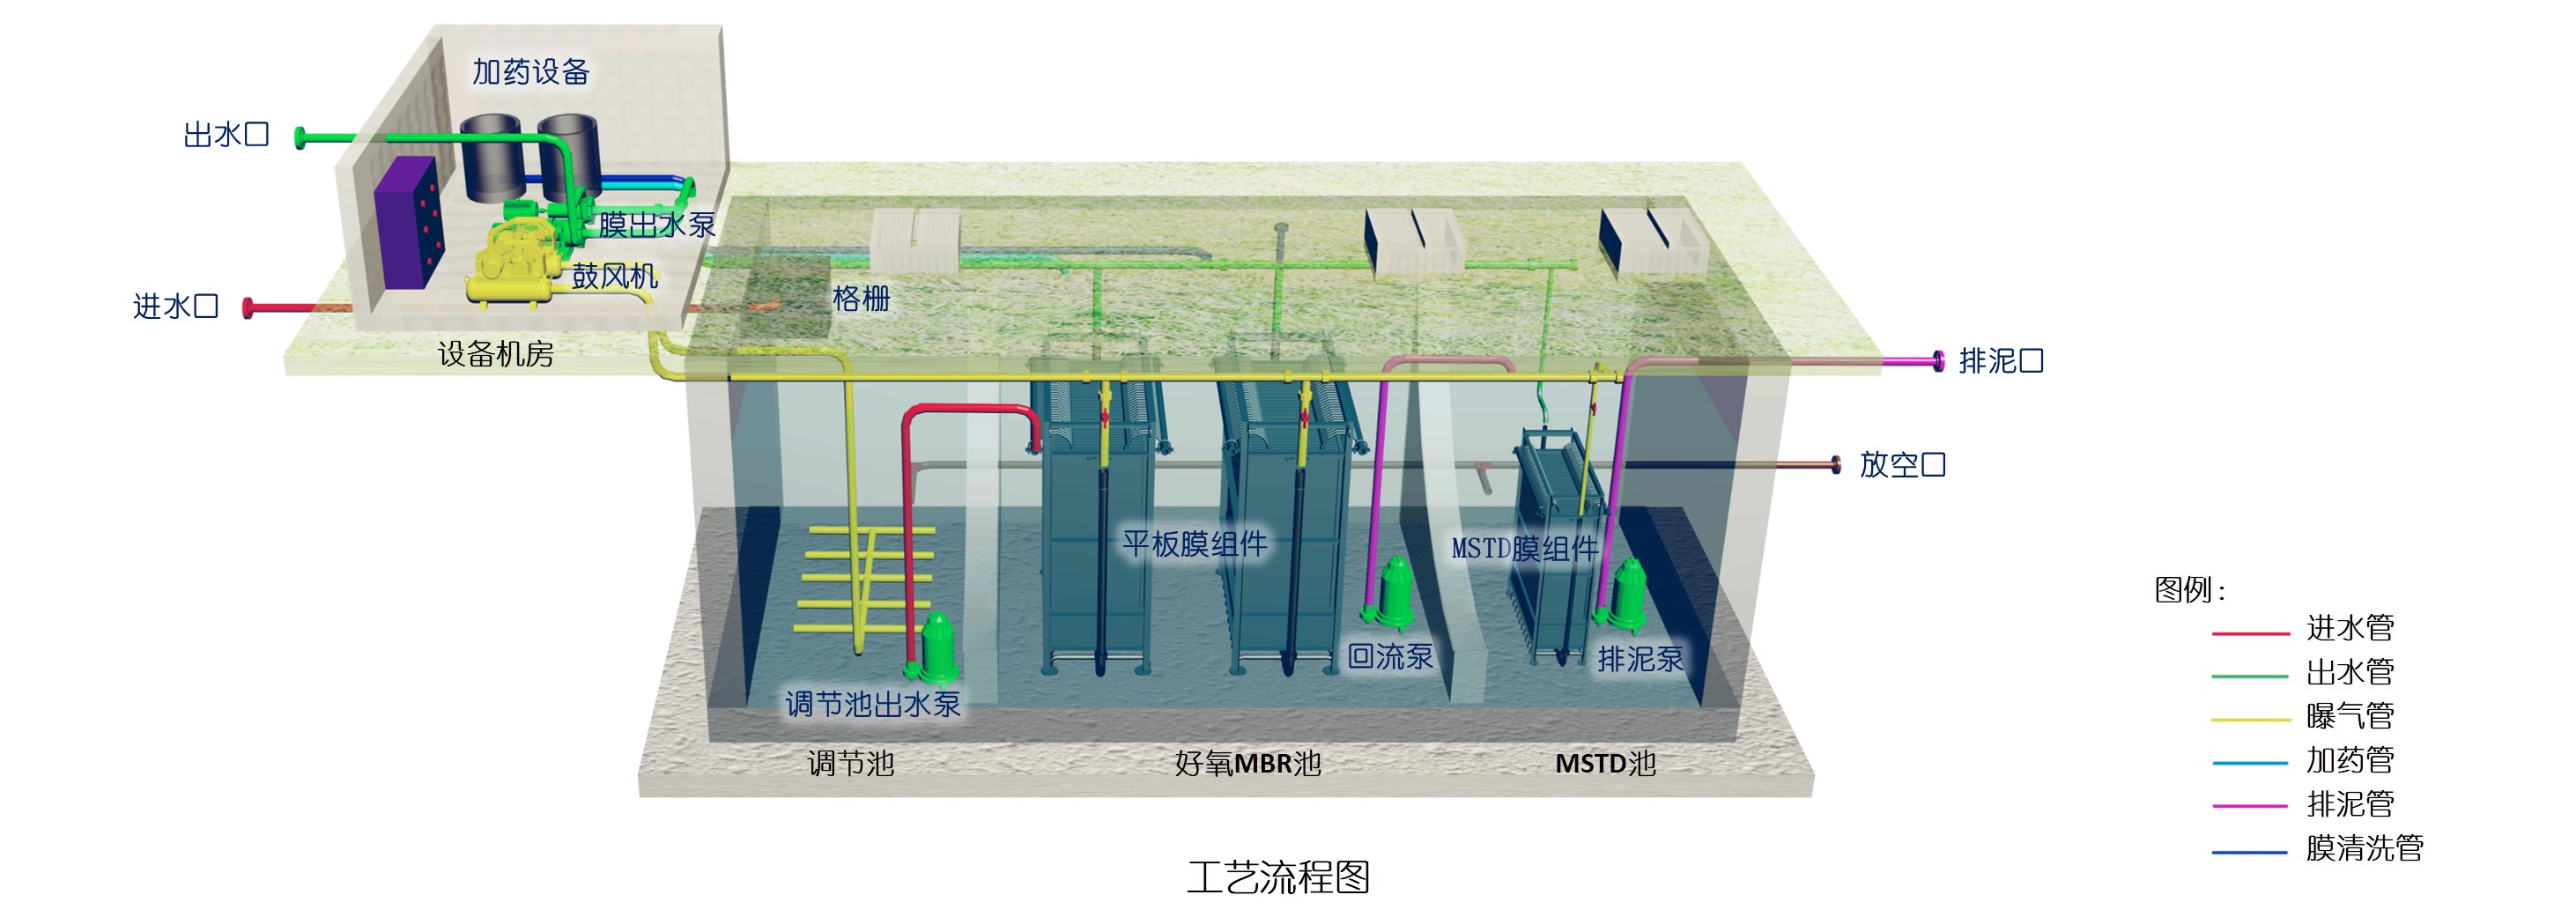 加药设备
出水口
膜出水泵
鼓风机
进水口
格栅
设备机房
排泥口
放空口
平板膜组件
MSTD膜组件
回流泵
排泥泵
调节池出水泵
调节池
好氧MBR池
MSTD池
图例：
进水管
出水管
曝气管
加药管
排泥管
膜清洗管
工艺流程图